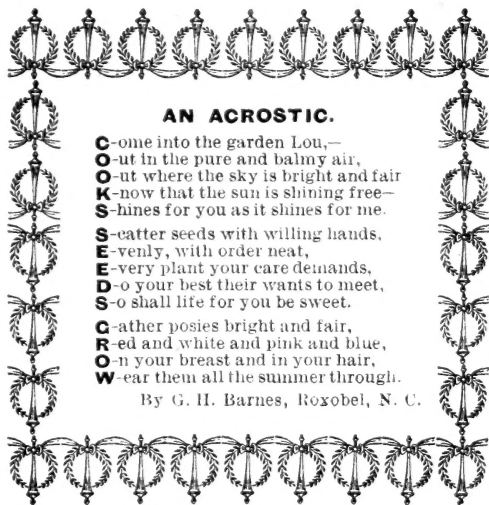 AN ACROSTIC.
C-ome into the garden Lou,—
O-ut in the pure and balmy air,
O-ut where the sky is bright and fair
K-now that the sun is shining free—
S-hines for you as it shines for me.
S-catter seeds with willing hands,
E-venly, with order neat,
E-very plant your care demands,
D-o your best their wants to meet,
S-o shall life for you be sweet.
G-ather posies bright and fair,
R-ed and white and pink and blue,
O-n your breast and in your hair,
W-ear them all the summer through.
By G. H. Barnes, Roxobel, N. C.